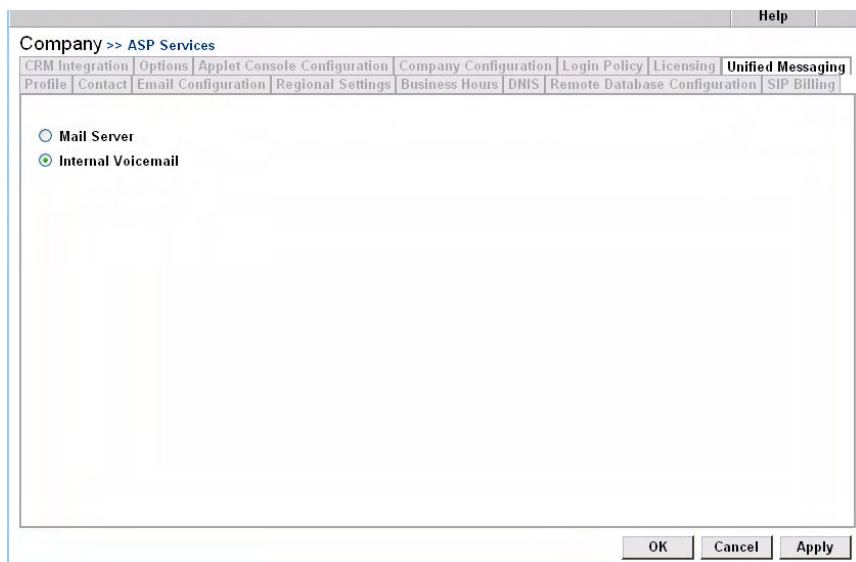 Help
Company >> ASP Services
CRM Integration Options Applet Console Configuration Company Configuration Login Policy Licensing Unified Messaging
Profile Contact Email Configuration Regional Settings Business Hours DNIS Remote Database Configuration SIP Billing
Mail Server
Internal Voicemail
OK Cancel Apply